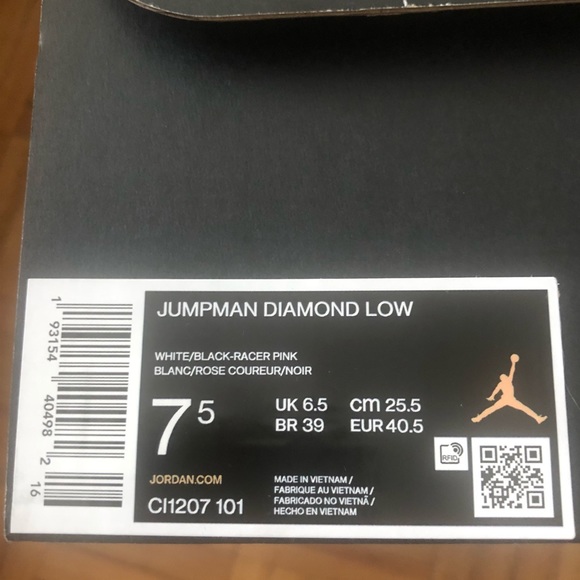 JUMPMAN DIAMOND LOW
WHITE/BLACK-RACER PINK
BLANC/ROSE COUREUR/NOIR
7 5
UK 6.5 cm 25.5
BR 39 EUR 40.5
JORDAN.COM
CI1207 101
MADE IN VIETNAM /
FABRIQUE AU VIETNAM /
FABRICADO NO VIETNÃ /
HECHO EN VIETNAM
RFID
1 93154 40498 2
16